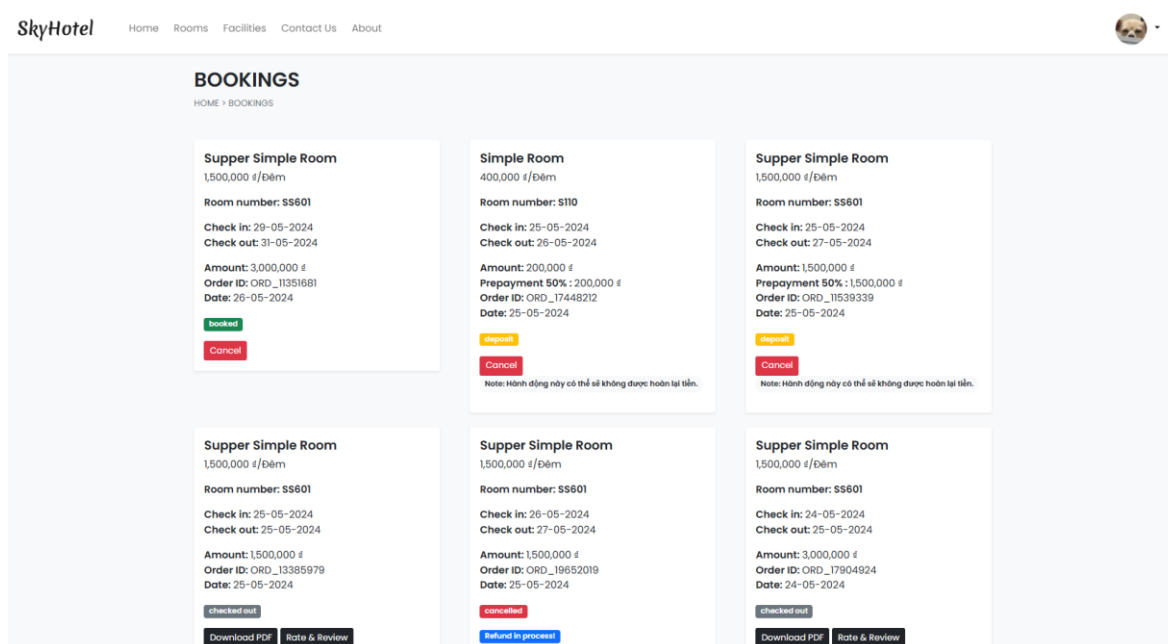 SkyHotel
Home Rooms Facilities Contact Us About
BOOKINGS
HOME > BOOKINGS
Supper Simple Room
1,500,000 ₫/Đêm
Room number: SS601
Check in: 29-05-2024
Check out: 31-05-2024
Amount: 3,000,000 ₫
Order ID: ORD_11351681
Date: 26-05-2024
booked
Cancel
Simple Room
400,000 ₫/Đêm
Room number: S110
Check in: 25-05-2024
Check out: 26-05-2024
Amount: 200,000 ₫
Prepayment 50% : 200,000 ₫
Order ID: ORD_17448212
Date: 25-05-2024
deposit
Cancel
Note: Hành động này có thể sẽ không được hoàn lại tiền.
Supper Simple Room
1,500,000 ₫/Đêm
Room number: SS601
Check in: 25-05-2024
Check out: 27-05-2024
Amount: 1,500,000 ₫
Prepayment 50% : 1,500,000 ₫
Order ID: ORD_11539339
Date: 25-05-2024
deposit
Cancel
Note: Hành động này có thể sẽ không được hoàn lại tiền.
Supper Simple Room
1,500,000 ₫/Đêm
Room number: SS601
Check in: 25-05-2024
Check out: 25-05-2024
Amount: 1,500,000 ₫
Order ID: ORD_13385979
Date: 25-05-2024
checked out
Download PDF Rate & Review
Supper Simple Room
1,500,000 ₫/Đêm
Room number: SS601
Check in: 26-05-2024
Check out: 27-05-2024
Amount: 1,500,000 ₫
Order ID: ORD_19652019
Date: 25-05-2024
cancelled
Refund in process!
Supper Simple Room
1,500,000 ₫/Đêm
Room number: SS601
Check in: 24-05-2024
Check out: 25-05-2024
Amount: 3,000,000 ₫
Order ID: ORD_17904924
Date: 24-05-2024
checked out
Download PDF Rate & Review